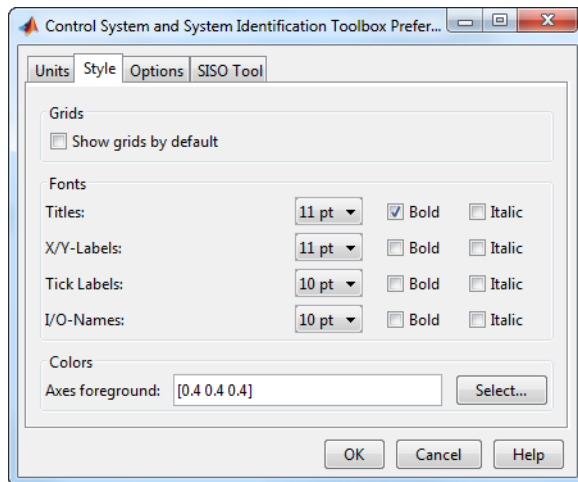 Control System and System Identification Toolbox Prefer...
Units Style Options SISO Tool
Grids
Show grids by default
Fonts
Titles: 11 pt Bold Italic
X/Y-Labels: 11 pt Bold Italic
Tick Labels: 10 pt Bold Italic
I/O-Names: 10 pt Bold Italic
Colors
Axes foreground: [0.4 0.4 0.4] Select...
OK Cancel Help